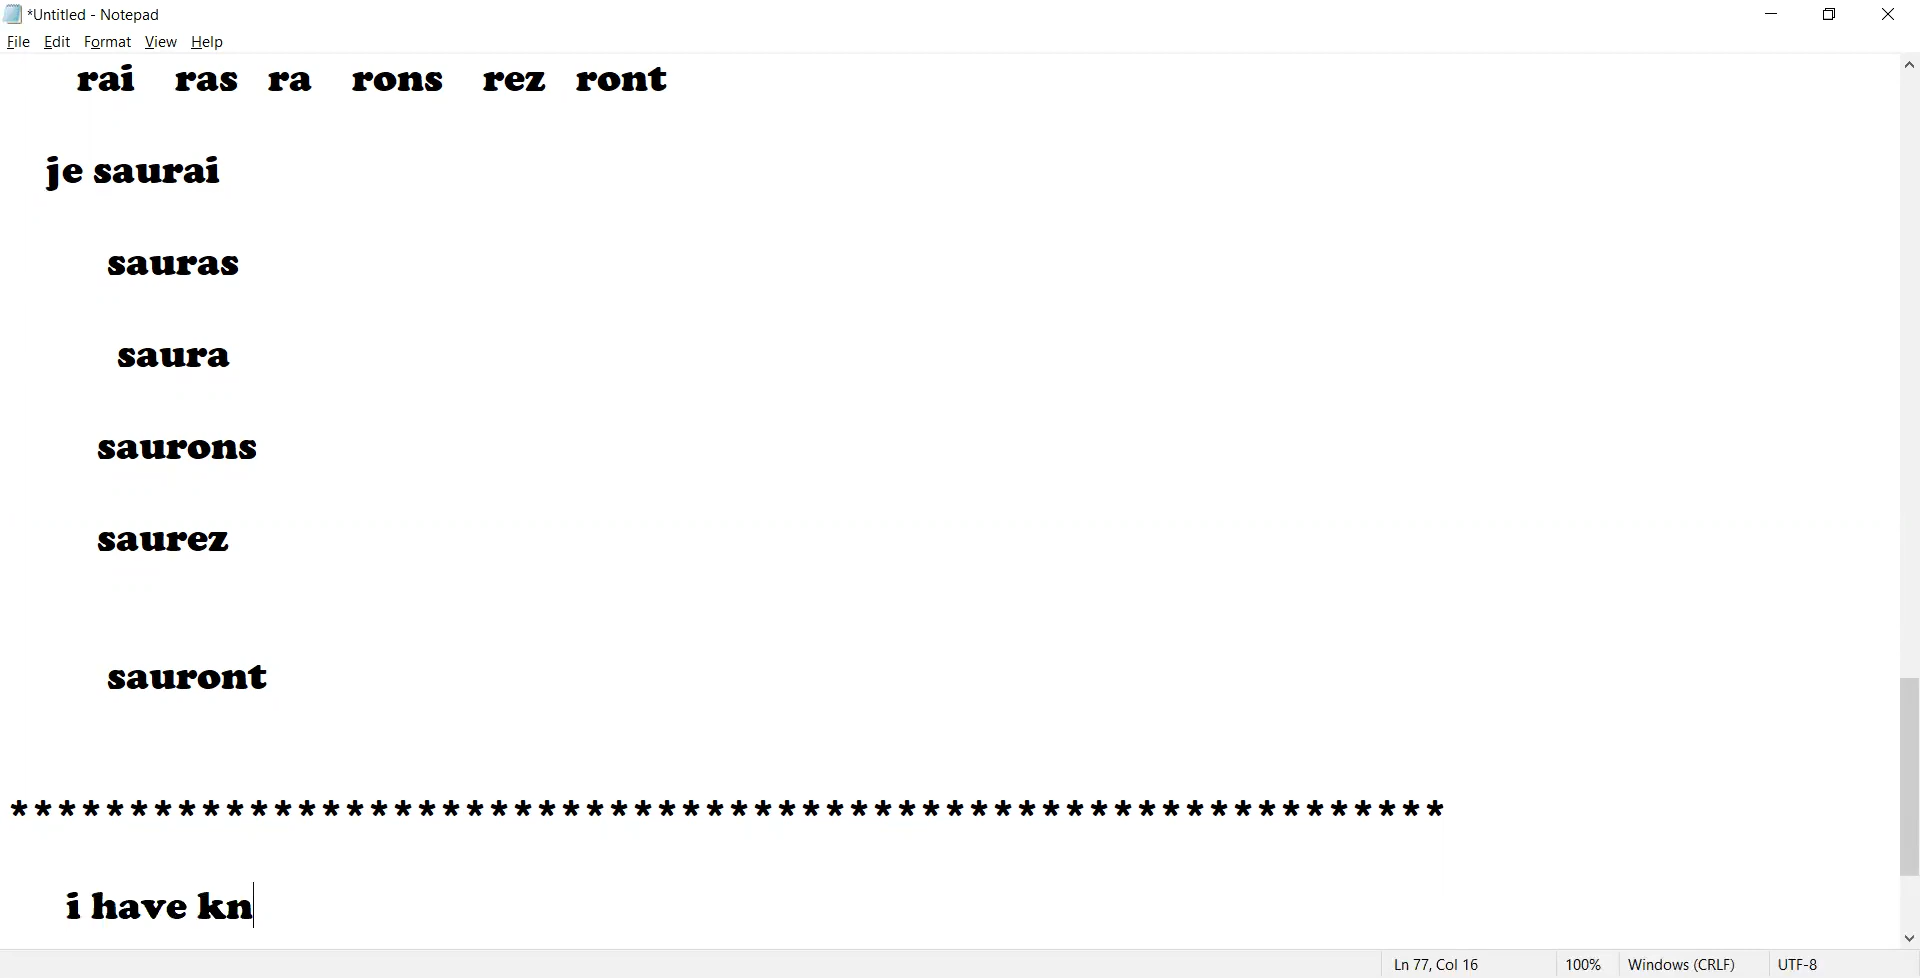 *Untitled - Notepad
File Edit Format View Help
rai ras ra rons rez ront
je saurai
sauras
saura
saurons
saurez
sauront
************************************************************
i have kn
Ln 77, Col 16 100% Windows (CRLF) UTF-8